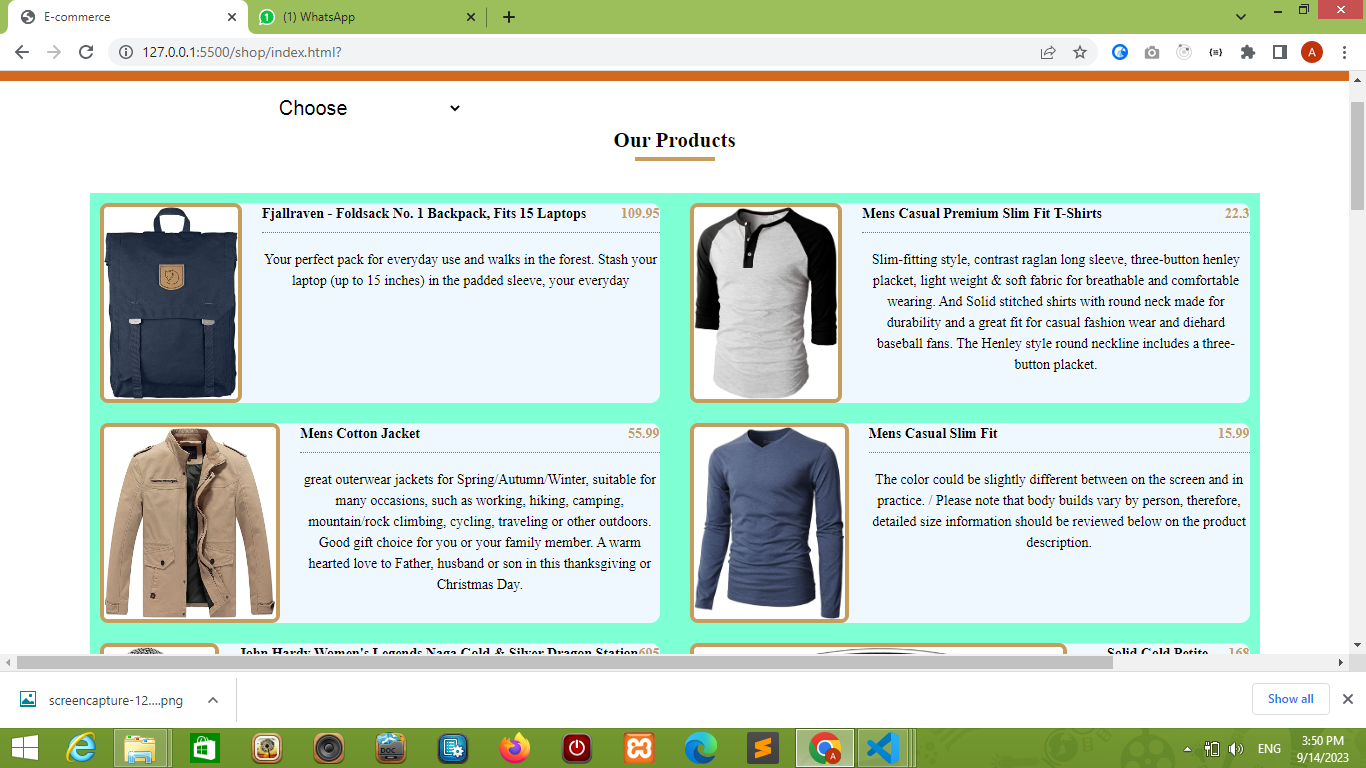 E-commerce
(1) WhatsApp
127.0.0.1:5500/shop/index.html?
A
Choose
Our Products
Fjallraven - Foldsack No. 1 Backpack, Fits 15 Laptops 109.95
Your perfect pack for everyday use and walks in the forest. Stash your
laptop (up to 15 inches) in the padded sleeve, your everyday
Mens Casual Premium Slim Fit T-Shirts 22.3
Slim-fitting style, contrast raglan long sleeve, three-button henley
placket, light weight & soft fabric for breathable and comfortable
wearing. And Solid stitched shirts with round neck made for
durability and a great fit for casual fashion wear and diehard
baseball fans. The Henley style round neckline includes a three-
button placket.
Mens Cotton Jacket 55.99
great outerwear jackets for Spring/Autumn/Winter, suitable for
many occasions, such as working, hiking, camping,
mountain/rock climbing, cycling, traveling or other outdoors.
Good gift choice for you or your family member. A warm
hearted love to Father, husband or son in this thanksgiving or
Christmas Day.
Mens Casual Slim Fit 15.99
The color could be slightly different between on the screen and in
practice. / Please note that body builds vary by person, therefore,
detailed size information should be reviewed below on the product
description.
John Hardy Women's Legends Naga Gold & Silver Dragon Station 695
Solid Gold Petite 168
screencapture-12....png
Show all
DOC
A
ENG
3:50 PM
9/14/2023